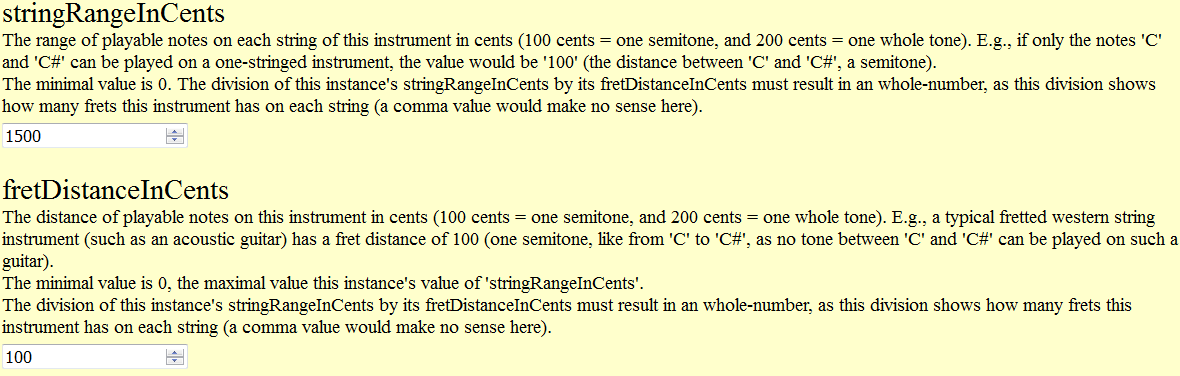 stringRangeInCents
The range of playable notes on each string of this instrument in cents (100 cents = one semitone, and 200 cents = one whole tone). E.g., if only the notes 'C'
and 'C#' can be played on a one-stringed instrument, the value would be '100' (the distance between 'C' and 'C#', a semitone).
The minimal value is 0. The division of this instance's stringRangeInCents by its fretDistanceInCents must result in an whole-number, as this division shows
how many frets this instrument has on each string (a comma value would make no sense here).
1500
fretDistanceInCents
The distance of playable notes on this instrument in cents (100 cents = one semitone, and 200 cents = one whole tone). E.g., a typical fretted western string
instrument (such as an acoustic guitar) has a fret distance of 100 (one semitone, like from 'C' to 'C#', as no tone between 'C' and 'C#' can be played on such a
guitar).
The minimal value is 0, the maximal value this instance's value of 'stringRangeInCents'.
The division of this instance's stringRangeInCents by its fretDistanceInCents must result in an whole-number, as this division shows how many frets this
instrument has on each string (a comma value would make no sense here).
100